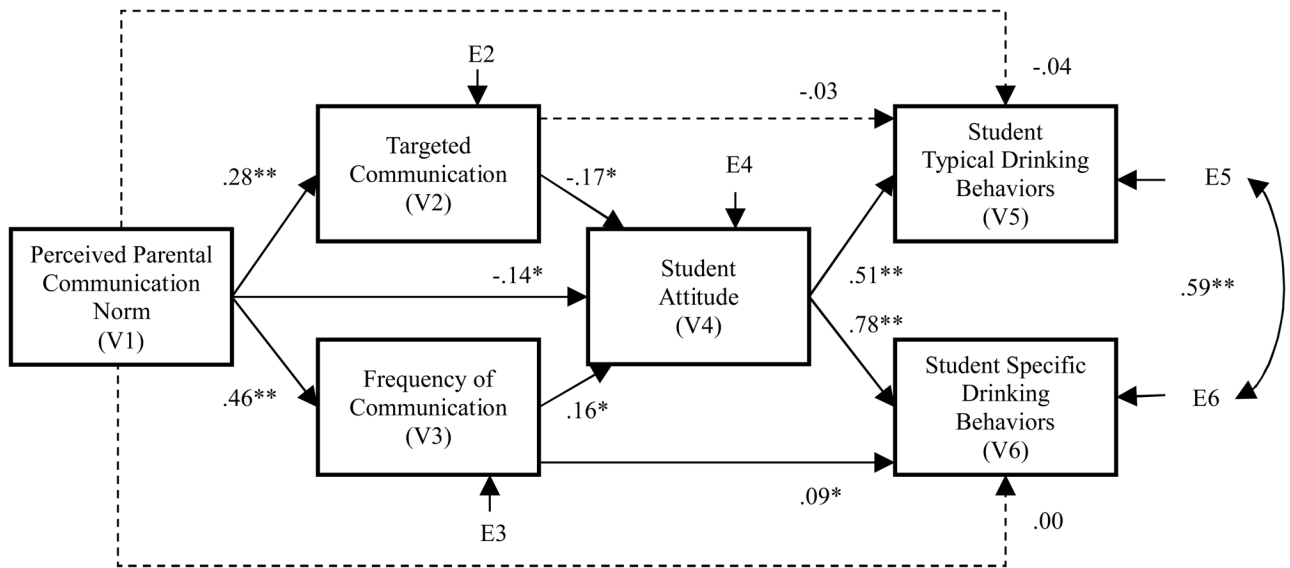 E2
-.04
-.03
Targeted
Communication
(V2)
Student
Typical Drinking
Behaviors
(V5)
.28**
-.17*
E4
E5
Perceived Parental
Communication
Norm
(V1)
-.14*
Student
Attitude
(V4)
.51**
.59**
.78**
.46**
Frequency of
Communication
(V3)
.16*
Student Specific
Drinking
Behaviors
(V6)
E6
.09*
E3
.00